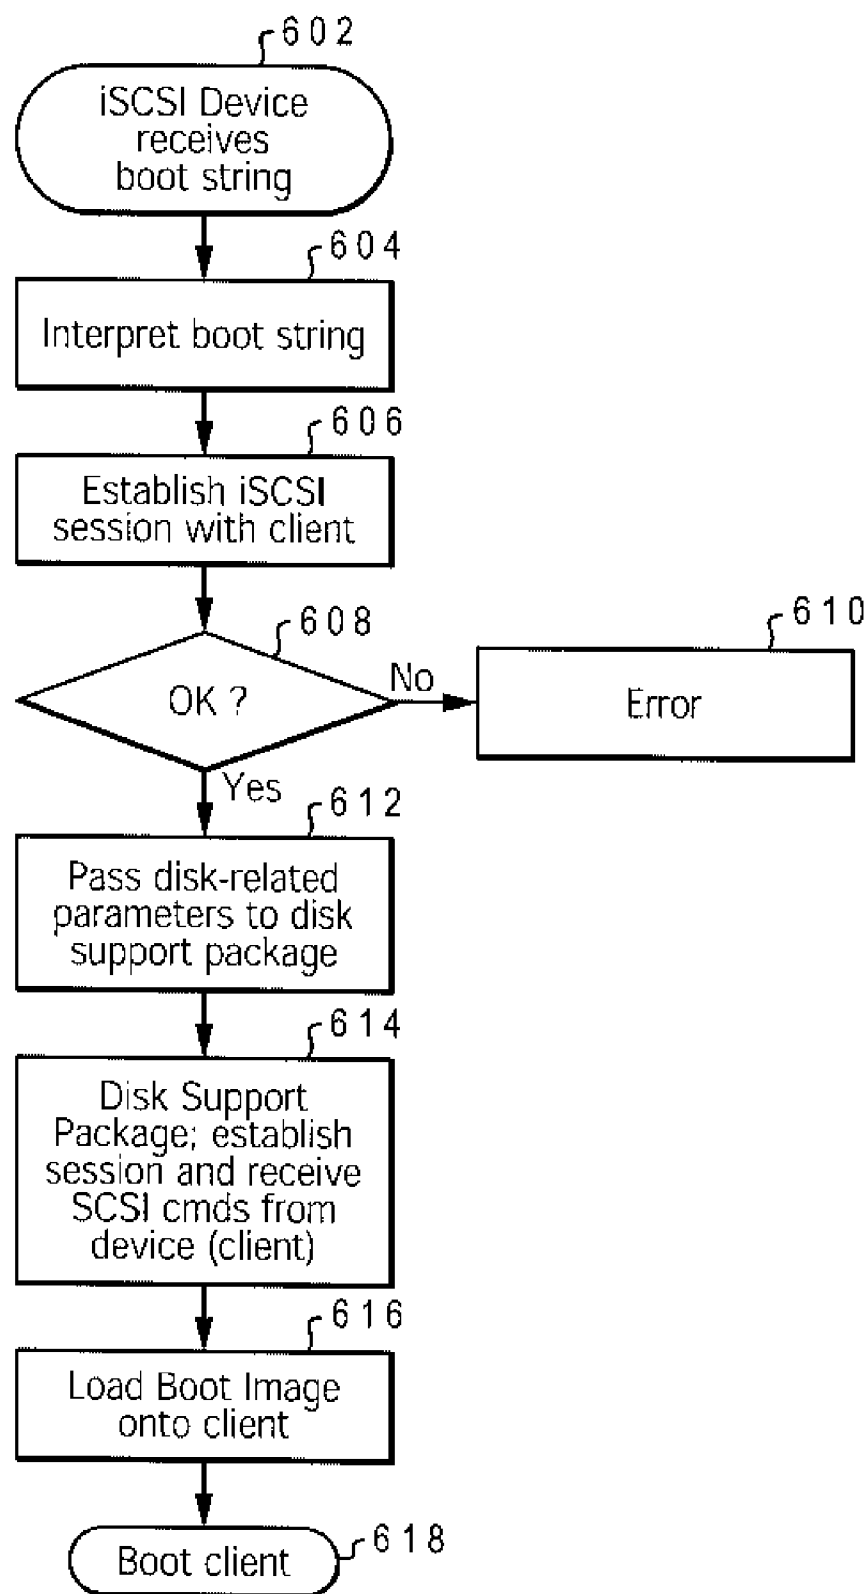 602
iSCSI Device
receives
boot string
604
Interpret boot string
606
Establish iSCSI
session with client
608
OK ?
No
610
Error
Yes
612
Pass disk-related
parameters to disk
support package
614
Disk Support
Package; establish
session and receive
SCSI cmds from
device (client)
616
Load Boot Image
onto client
618
Boot client